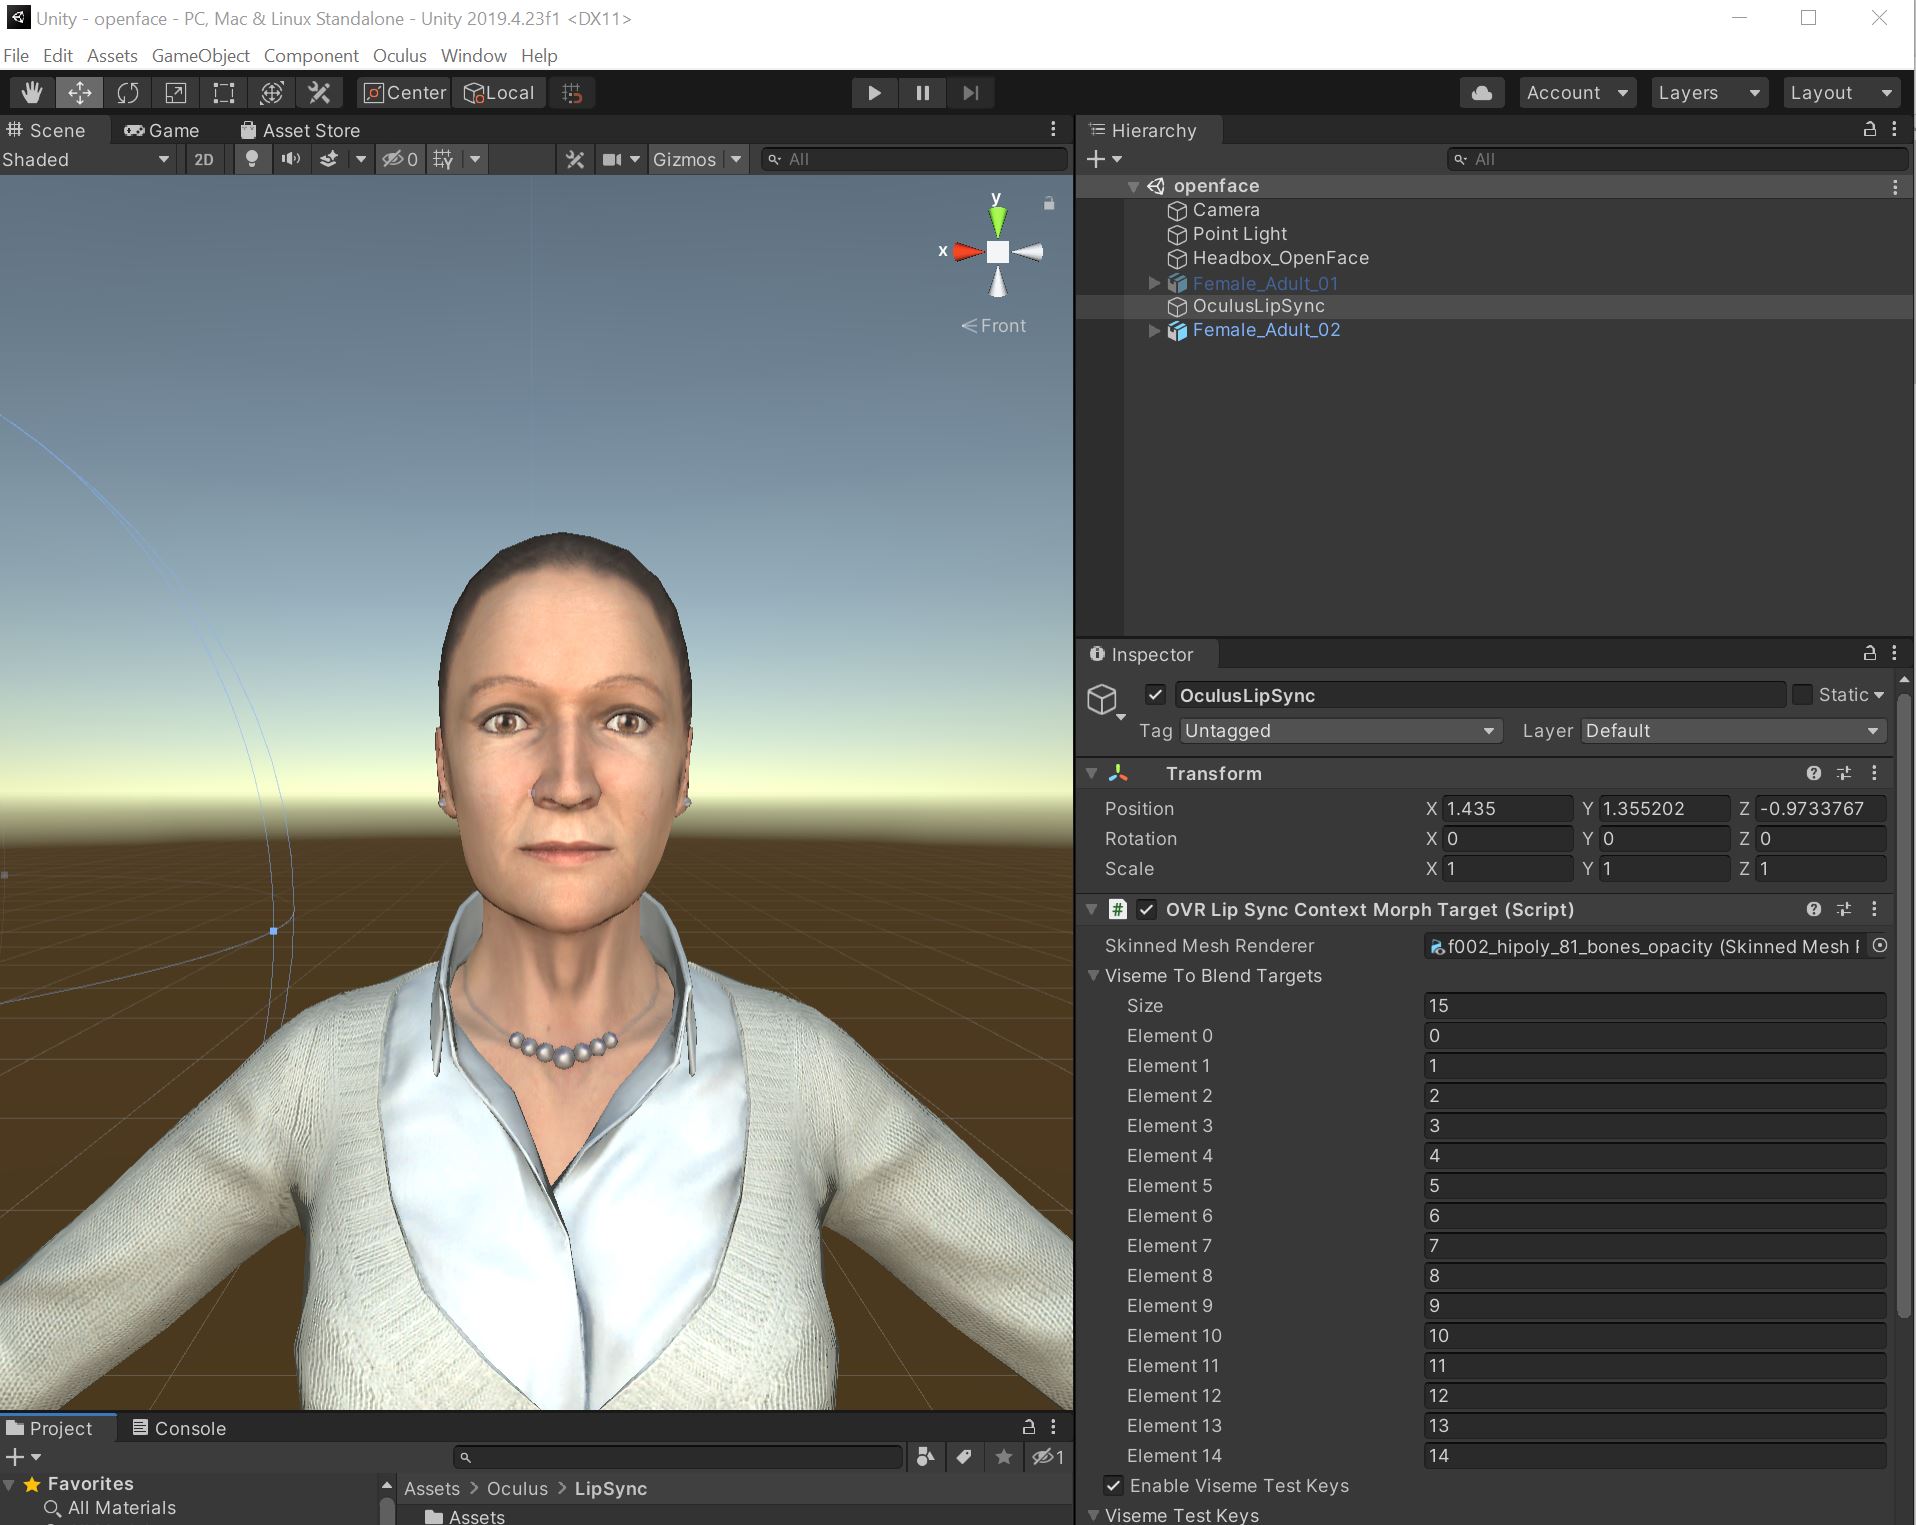 Unity - openface - PC, Mac & Linux Standalone - Unity 2019.4.23f1 <DX11>
File Edit Assets GameObject Component Oculus Window Help
Center Local Account Layers Layout
Scene Game Asset Store
Shaded 2D 0 Gizmos All
y
x
Front
Hierarchy
All
openface
Camera
Point Light
Headbox_OpenFace
Female_Adult_01
OculusLipSync
Female_Adult_02
Inspector
OculusLipSync Static
Tag Untagged Layer Default
Transform
Position X 1.435 Y 1.355202 Z -0.9733767
Rotation X 0 Y 0 Z 0
Scale X 1 Y 1 Z 1
# OVR Lip Sync Context Morph Target (Script)
Skinned Mesh Renderer f002_hipoly_81_bones_opacity (Skinned Mesh
Viseme To Blend Targets
Size 15
Element 0 0
Element 1 1
Element 2 2
Element 3 3
Element 4 4
Element 5 5
Element 6 6
Element 7 7
Element 8 8
Element 9 9
Element 10 10
Element 11 11
Element 12 12
Element 13 13
Element 14 14
Enable Viseme Test Keys
Viseme Test Keys
Project Console
1
Favorites
All Materials
Assets > Oculus > LipSync
Assets